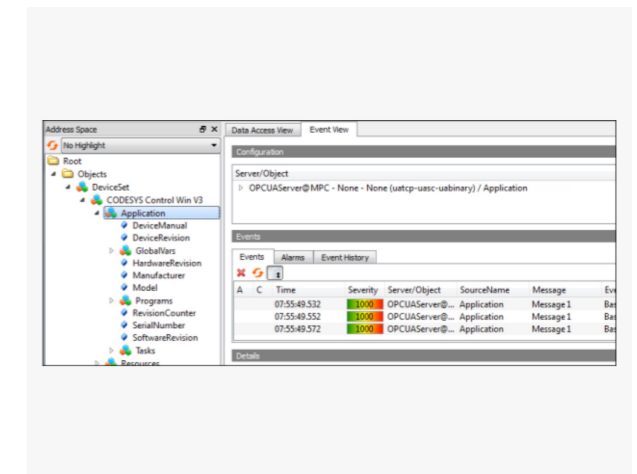 Address Space
No Highlight
Root
Objects
DeviceSet
CODESYS Control Win V3
Application
DeviceManual
DeviceRevision
GlobalVars
HardwareRevision
Manufacturer
Model
Programs
RevisionCounter
SerialNumber
SoftwareRevision
Tasks
Resources
Data Access View Event View
Configuration
Server/Object
OPCUAServer@MPC - None - None (uatcp-uasc-uabinary) / Application
Events
Events Alarms Event History
A C Time Severity Server/Object SourceName Message Eve
07:55:49.532 1000 OPCUAServer@... Application Message 1 Bas
07:55:49.552 1000 OPCUAServer@... Application Message 1 Bas
07:55:49.572 1000 OPCUAServer@... Application Message 1 Bas
Details